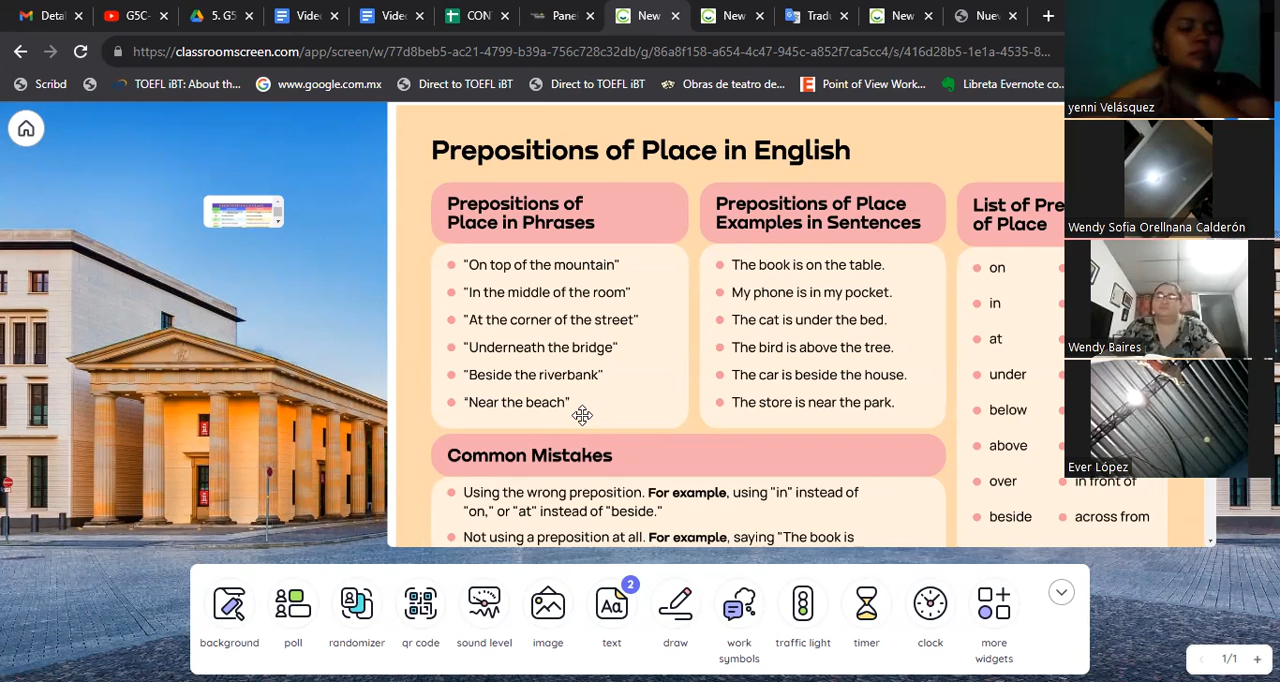 Detal
G5C-
5. G5
Vide
Vide
CON
Pane
New
New
Tradu
New
Nue
https://classroomscreen.com/app/screen/w/77d8beb5-ac21-4799-b39a-756c728c32db/g/86a8f158-a654-4c47-945c-a852f7ca5cc4/s/416d28b5-1e1a-4535-8...
Scribd
TOEFL iBT: About th...
www.google.com.mx
Direct to TOEFL iBT
Direct to TOEFL iBT
Obras de teatro de...
Point of View Work...
Libreta Evernote co...
yenni Velásquez
Wendy Sofia Orellnana Calderón
Wendy Baires
Ever López
Prepositions of Place in English
Prepositions of
Place in Phrases
"On top of the mountain"
"In the middle of the room"
"At the corner of the street"
"Underneath the bridge"
"Beside the riverbank"
“Near the beach”
Prepositions of Place
Examples in Sentences
The book is on the table.
My phone is in my pocket.
The cat is under the bed.
The bird is above the tree.
The car is beside the house.
The store is near the park.
List of Pre
of Place
on
in
at
under
below
above
over
beside
in front of
across from
Common Mistakes
Using the wrong preposition. For example, using "in" instead of
"on," or "at" instead of "beside."
Not using a preposition at all. For example, saying "The book is
background
poll
randomizer
qr code
sound level
image
2
text
draw
work
symbols
traffic light
timer
clock
more
widgets
1/1